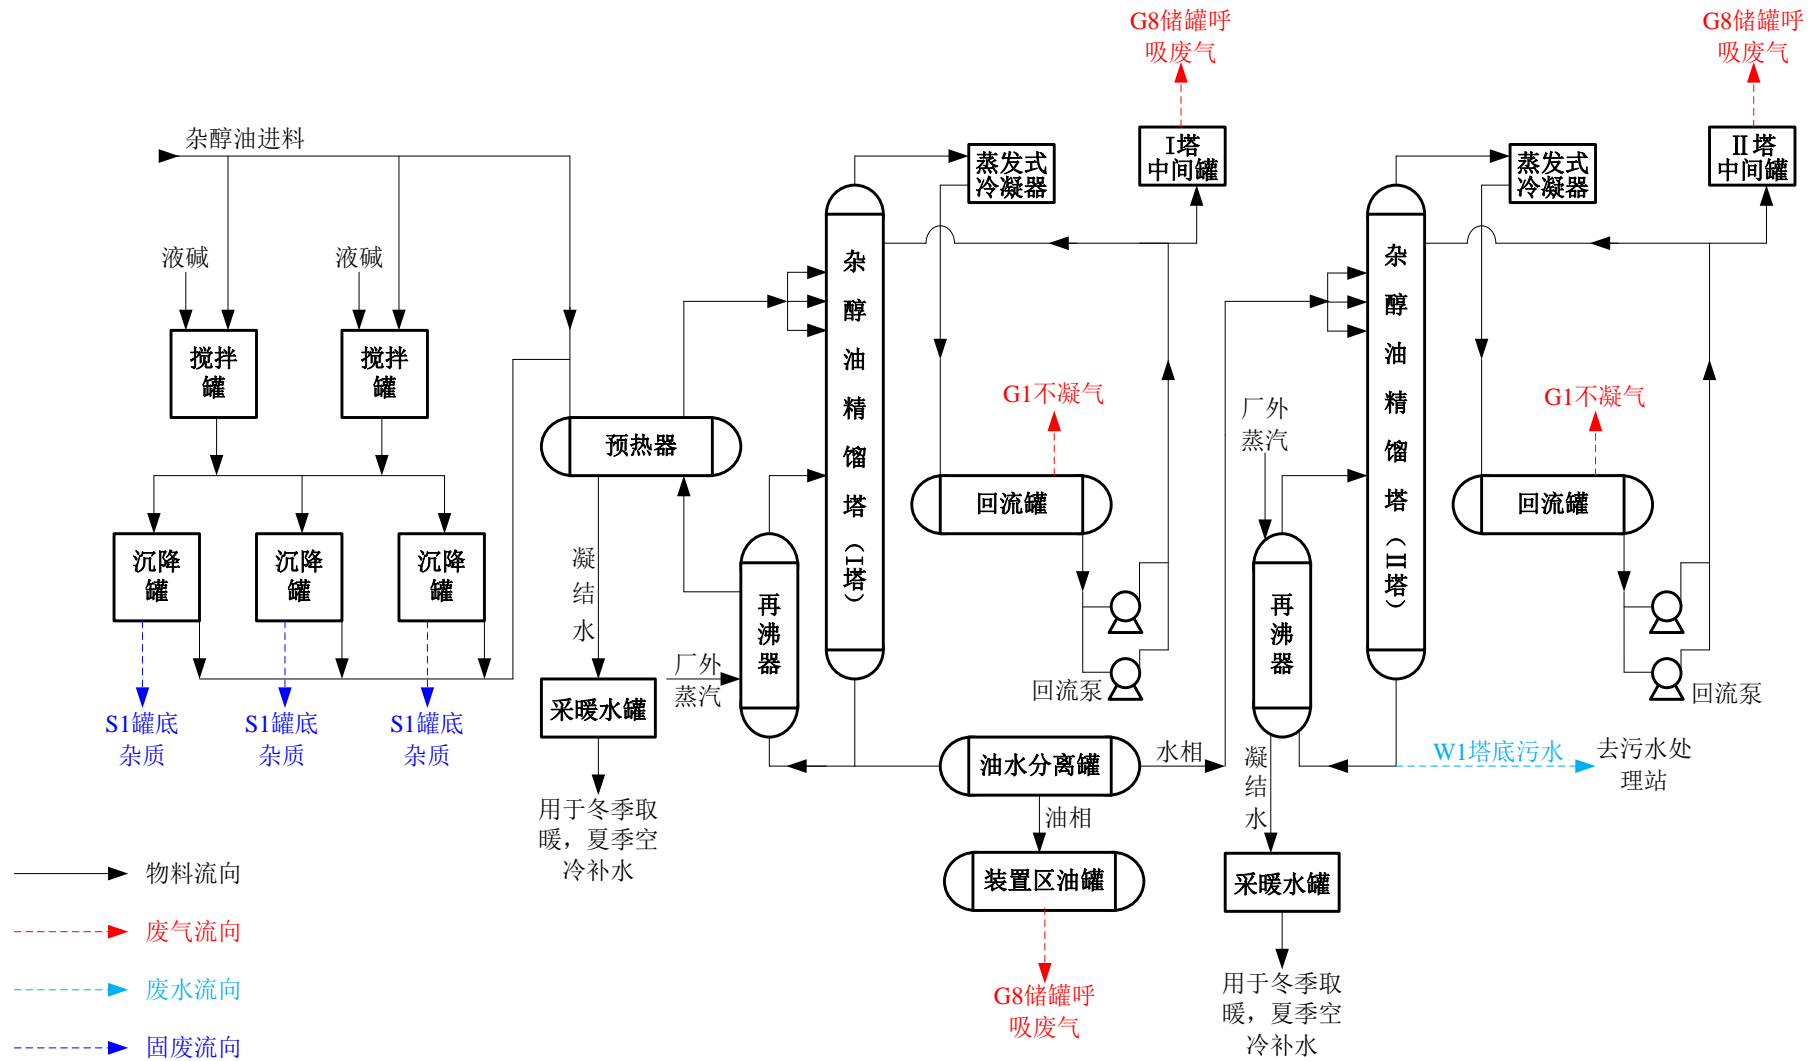 G8储罐呼
吸废气
G8储罐呼
吸废气
杂醇油进料
蒸发式
冷凝器
I塔
中间罐
蒸发式
冷凝器
II塔
中间罐
液碱
液碱
搅拌
罐
搅拌
罐
预热器
杂
醇
油
精
馏
塔
（I塔）
G1不凝气
回流罐
厂外
蒸汽
杂
醇
油
精
馏
塔
（II塔）
G1不凝气
回流罐
沉降
罐
沉降
罐
沉降
罐
凝
结
水
再
沸
器
再
沸
器
厂外
蒸汽
回流泵
回流泵
S1罐底
杂质
S1罐底
杂质
S1罐底
杂质
采暖水罐
油水分离罐
水相
凝
结
水
W1塔底污水
去污水处
理站
用于冬季取
暖，夏季空
冷补水
油相
装置区油罐
采暖水罐
G8储罐呼
吸废气
用于冬季取
暖，夏季空
冷补水
物料流向
废气流向
废水流向
固废流向